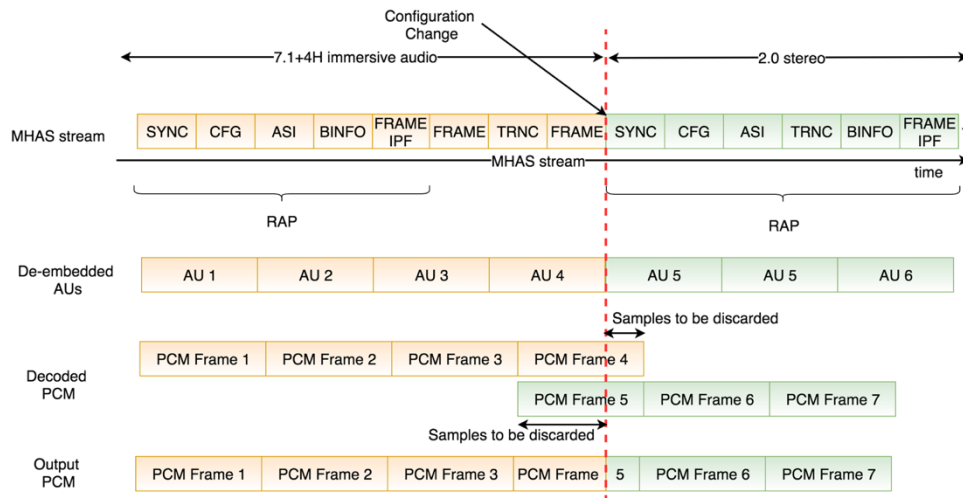 Configuration
Change
7.1+4H immersive audio
2.0 stereo
MHAS stream
SYNC
CFG
ASI
BINFO
FRAME
IPF
FRAME
TRNC
FRAME
SYNC
CFG
ASI
TRNC
BINFO
FRAME
IPF
MHAS stream
time
RAP
RAP
De-embedded
AUs
AU 1
AU 2
AU 3
AU 4
AU 5
AU 5
AU 6
Samples to be discarded
Decoded
PCM
PCM Frame 1
PCM Frame 2
PCM Frame 3
PCM Frame 4
PCM Frame 5
PCM Frame 6
PCM Frame 7
Samples to be discarded
Output
PCM
PCM Frame 1
PCM Frame 2
PCM Frame 3
PCM Frame
5
PCM Frame 6
PCM Frame 7